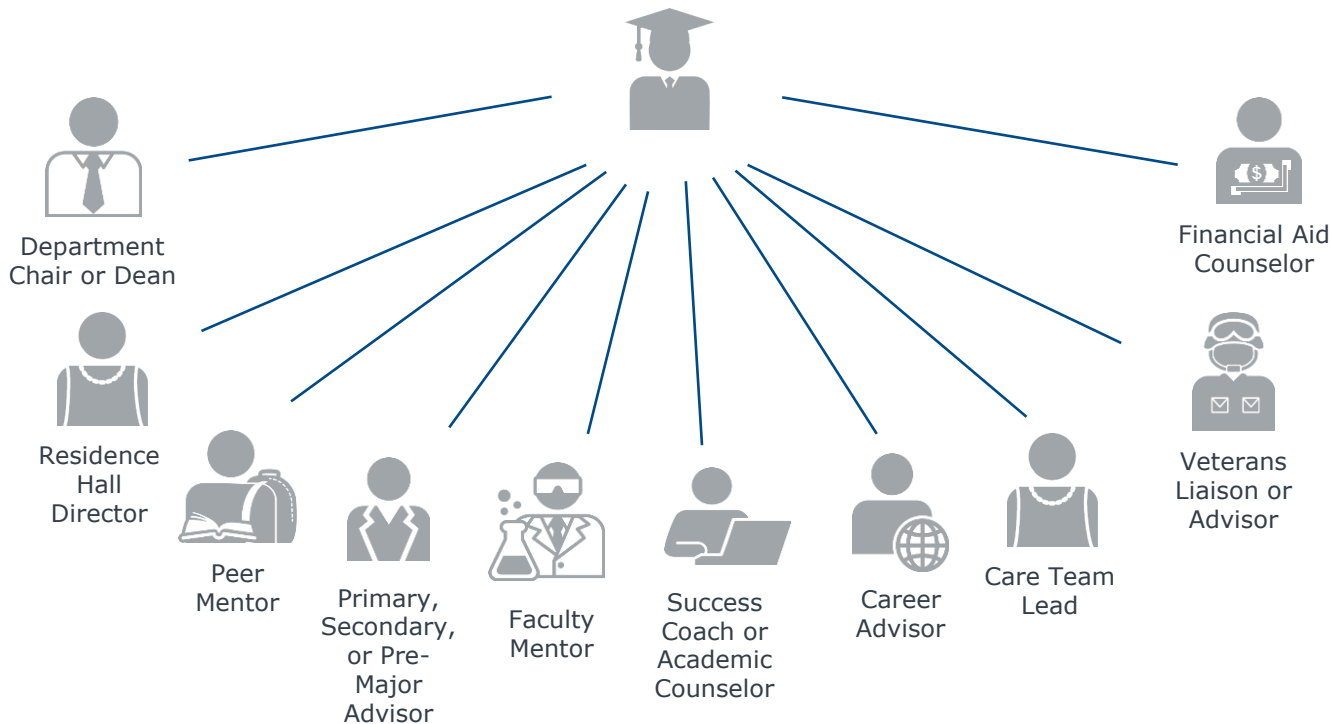 Department
Chair or Dean
Residence
Hall
Director
Peer
Mentor
Primary,
Secondary,
or Pre-
Major
Advisor
Faculty
Mentor
Success
Coach or
Academic
Counselor
Career
Advisor
Care Team
Lead
Veterans
Liaison or
Advisor
$
Financial Aid
Counselor